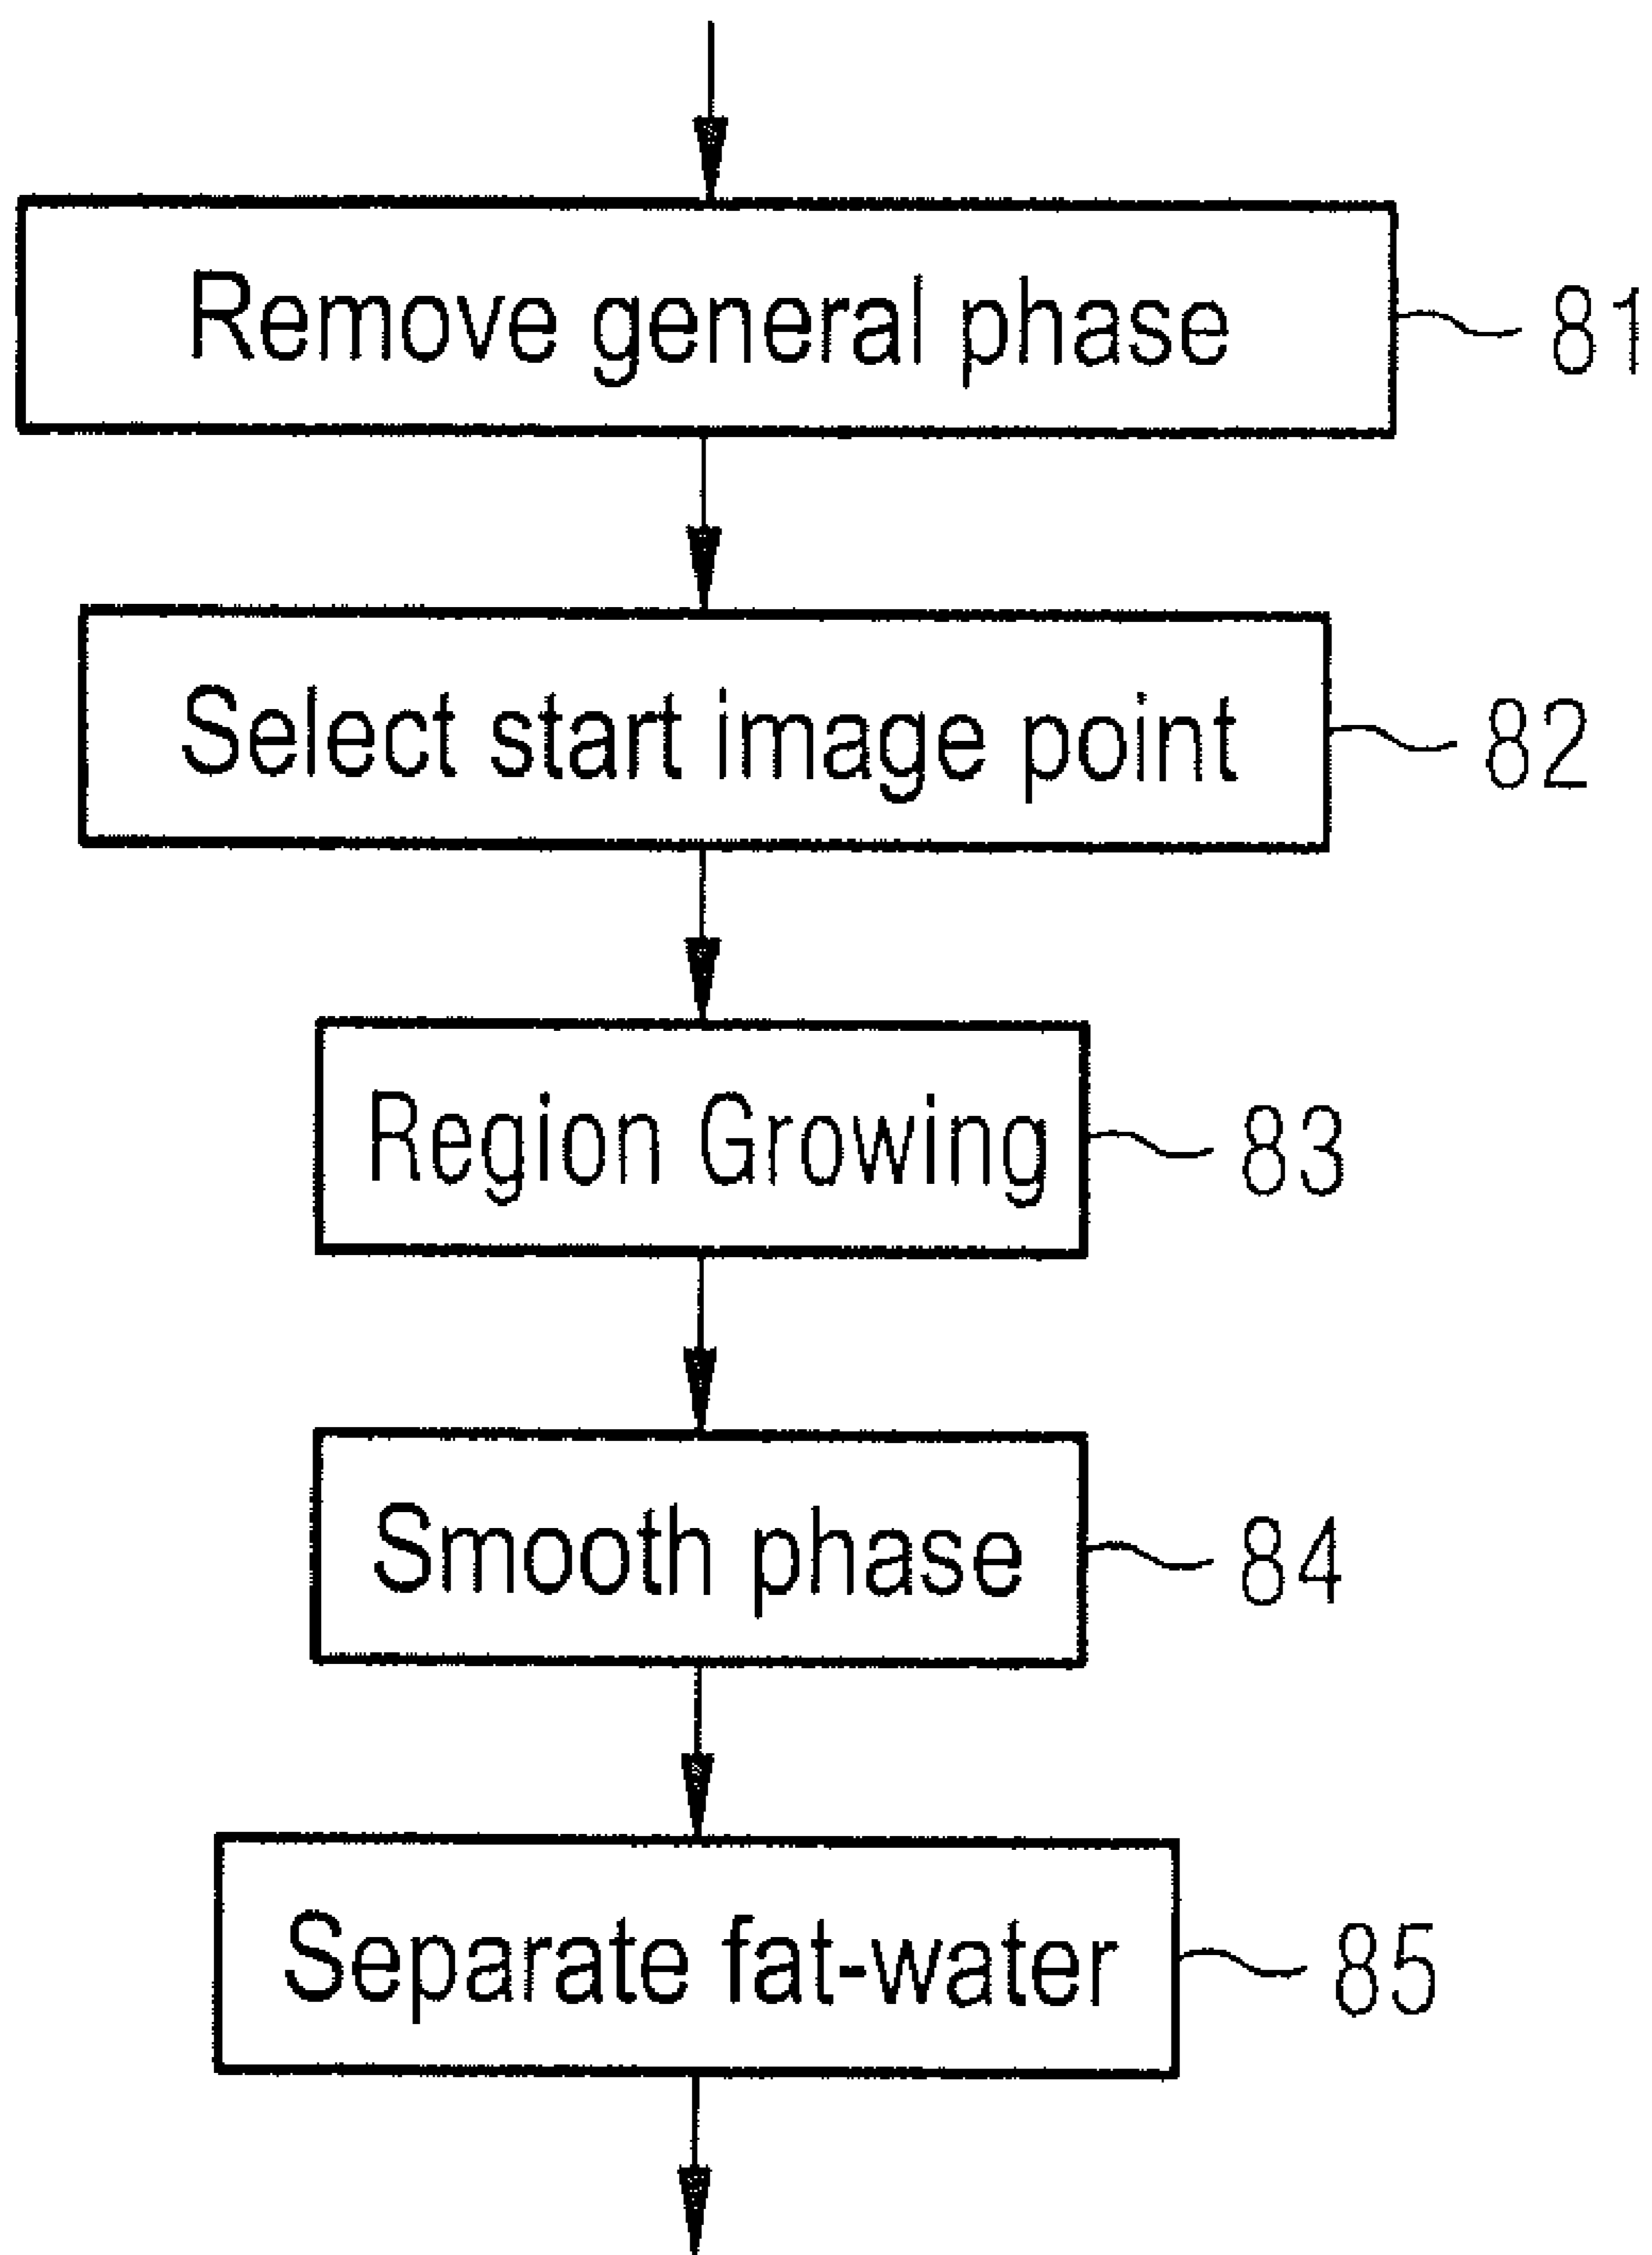 Remove general phase 81
Select start image point 82
Region Growing 83
Smooth phase 84
Separate fat-water 85